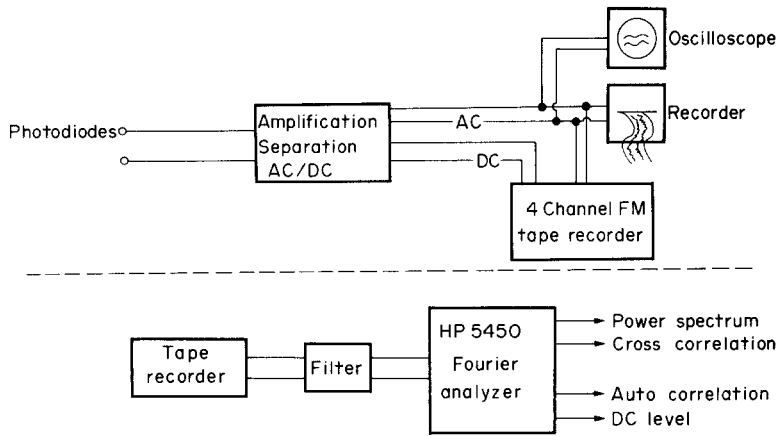 Oscilloscope
Photodiodes
Amplification
Separation
AC/DC
AC
DC
Recorder
4 Channel FM
tape recorder
Tape
recorder
Filter
HP 5450
Fourier
analyzer
Power spectrum
Cross correlation
Auto correlation
DC level